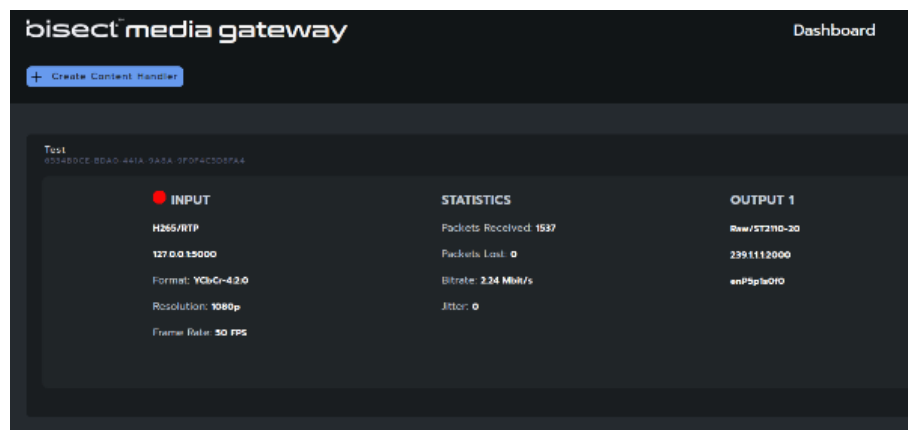 bisect™ media gateway
Dashboard
+ Create Content Handler
Test
INPUT
H265/RTP
127.0.0.1:5000
Format: YCbCr-4:2:0
Resolution: 1080p
Frame Rate: 50 FPS
STATISTICS
Packets Received: 1537
Packets Lost: 0
Bitrate: 2.24 Mbit/s
Jitter: 0
OUTPUT 1
Raw/ST2110-20
239.1.1.1:2000
enP5p1s0f0